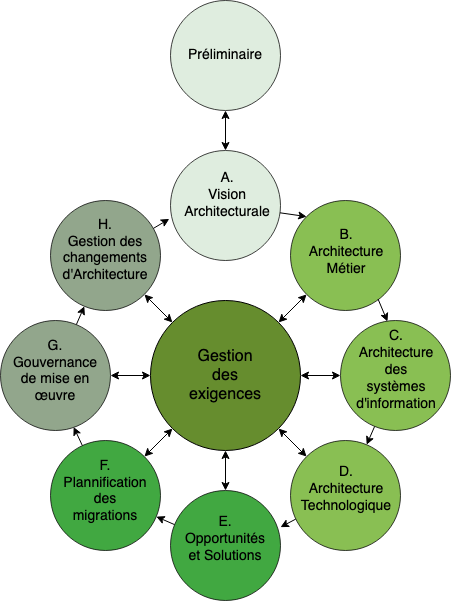 Préliminaire
A.
Vision
Architecturale
B.
Architecture
Métier
C.
Architecture
des
systèmes
d'information
D.
Architecture
Technologique
E.
Opportunités
et Solutions
F.
Plannification
des
migrations
G.
Gouvernance
de mise en
œuvre
H.
Gestion des
changements
d'Architecture
Gestion
des
exigences